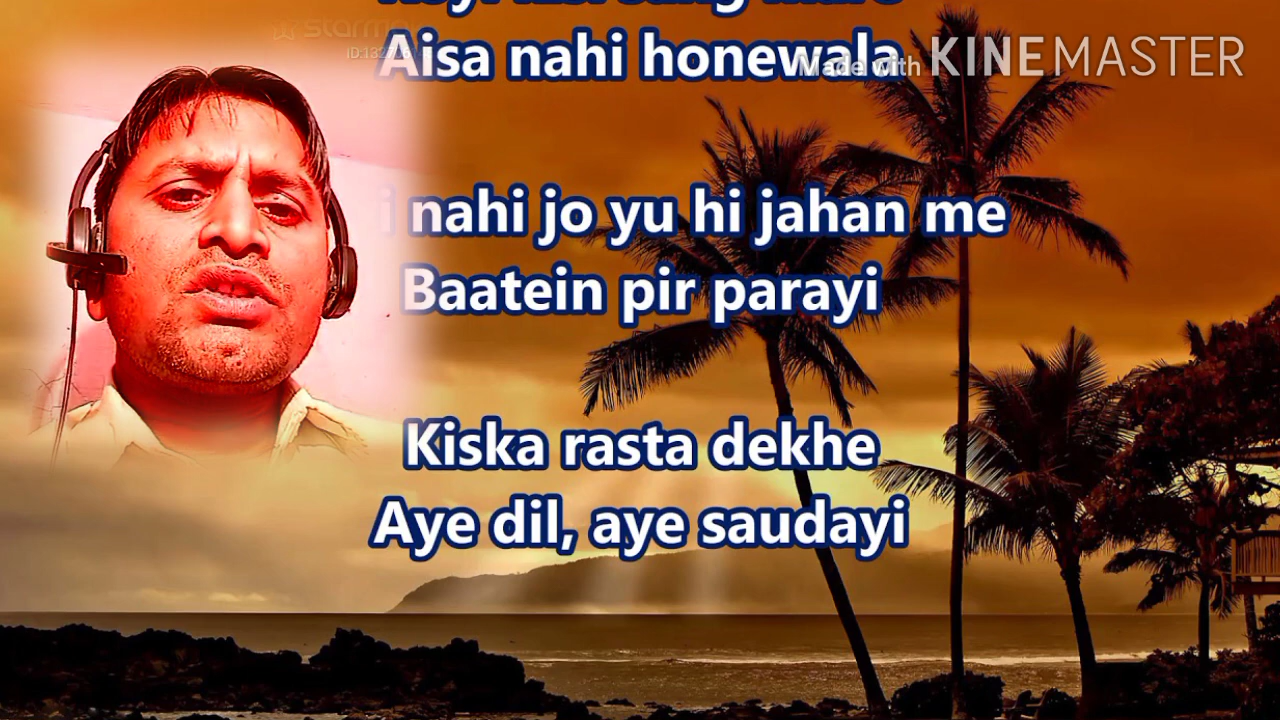 Aisa nahi honewala
Made with KINEMASTER
nahi jo yu hi jahan me
Baatein pir parayi
Kiska rasta dekhe
Aye dil, aye saudayi